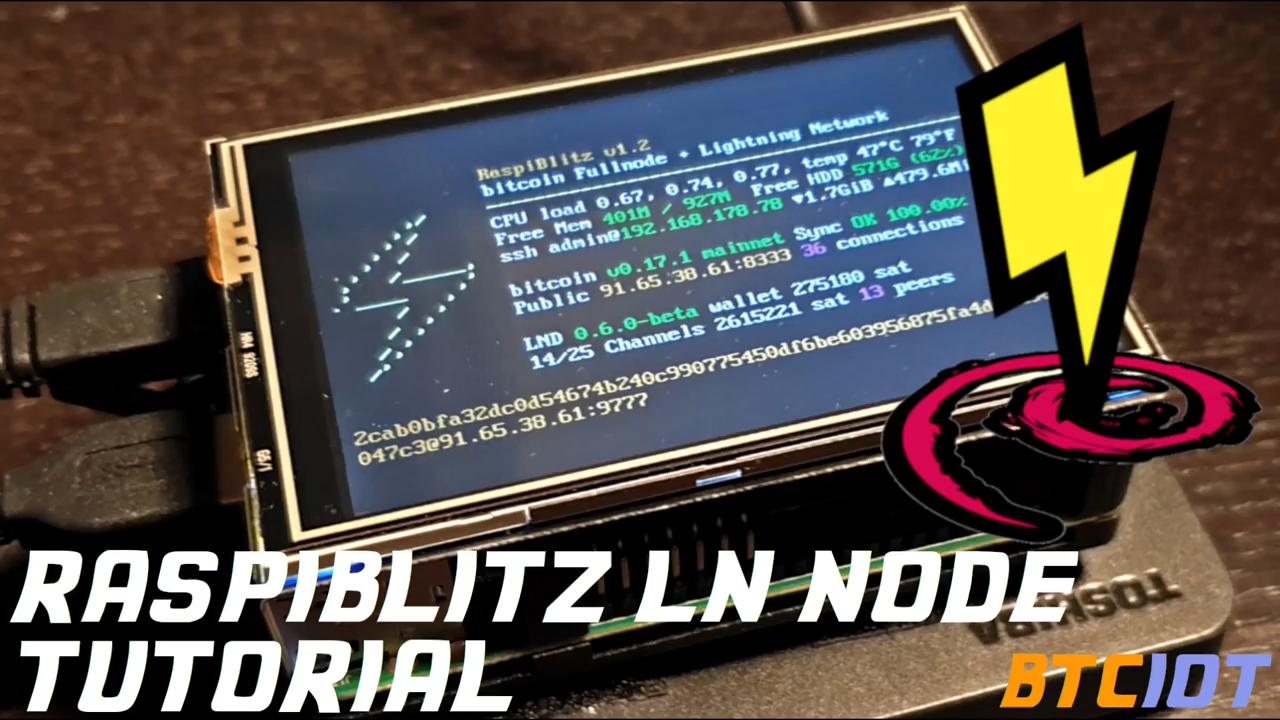 RaspiBlitz v1.2
bitcoin Fullnode + Lightning Network
CPU load 0.67, 0.74, 0.77, temp 47°C 79°F
Free Mem 401M / 927M Free HDD 571G (62%)
ssh admin@192.168.178.78 ▼1.7GiB ▲479.6M
bitcoin v0.17.1 mainnet Sync OK 100.00%
Public 91.65.38.61:8333 36 connections
LND 0.6.0-beta wallet 275180 sat
14/25 Channels 2615221 sat 13 peers
2cab0bfa32dc0d54674b240c990775450df6be603956875fa4d
047c3@91.65.38.61:9777
TOSHIBA
RASPIBLITZ LN NODE
TUTORIAL
BTCIOT